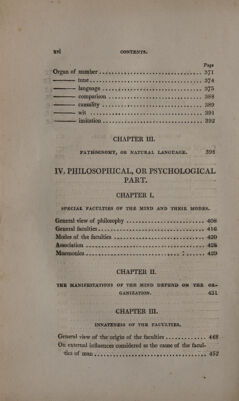 xvi CONTENTS.
Page
Organ of number 371
——— tune 374
——— language 375
——— comparison 388
——— causality 389
——— wit 391
——— imitation 392
CHAPTER III.
PATHOGNOMY, OR NATURAL LANGUAGE. 393
IV. PHILOSOPHICAL, OR PSYCHOLOGICAL
PART.
CHAPTER I.
SPECIAL FACULTIES OF THE MIND AND THEIR MODES.
General view of philosophy 408
General faculties 416
Modes of the faculties 420
Association 428
Mnemonics 429
CHAPTER II.
THE MANIFESTATIONS OF THE MIND DEPEND ON THE OR-
GANIZATION. 431
CHAPTER III.
INNATENESS OF THE FACULTIES.
General view of the origin of the faculties 448
On external influences considered as the cause of the facul-
ties of man 452